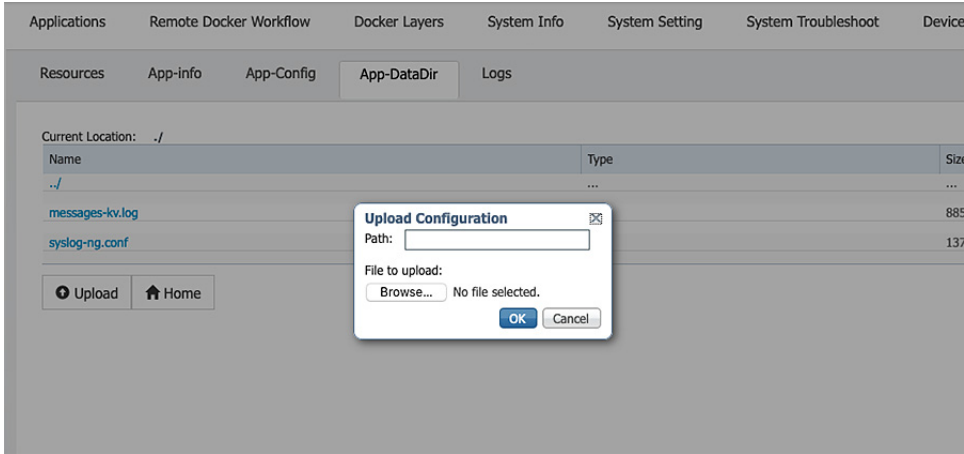 Applications Remote Docker Workflow Docker Layers System Info System Setting System Troubleshoot Device
Resources App-info App-Config App-DataDir Logs
Current Location: ./
Name Type Size
../ ... ...
messages-kv.log 885
syslog-ng.conf 137
Upload Home
Upload Configuration
Path:
File to upload:
Browse... No file selected.
OK Cancel